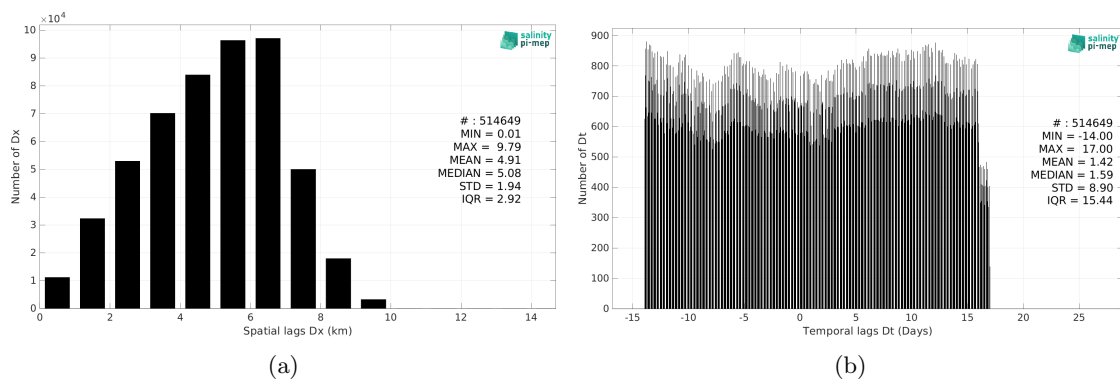 ×10⁴
10
9
8
7
6
5
4
3
2
1
0
Number of Dx
0 2 4 6 8 10 12 14
Spatial lags Dx (km)
salinity
pi-mep
# : 514649
MIN = 0.01
MAX = 9.79
MEAN = 4.91
MEDIAN = 5.08
STD = 1.94
IQR = 2.92
(a)
900
800
700
600
500
400
300
200
100
0
Number of Dt
-15 -10 -5 0 5 10 15 20 25
Temporal lags Dt (Days)
salinity
pi-mep
# : 514649
MIN = -14.00
MAX = 17.00
MEAN = 1.42
MEDIAN = 1.59
STD = 8.90
IQR = 15.44
(b)